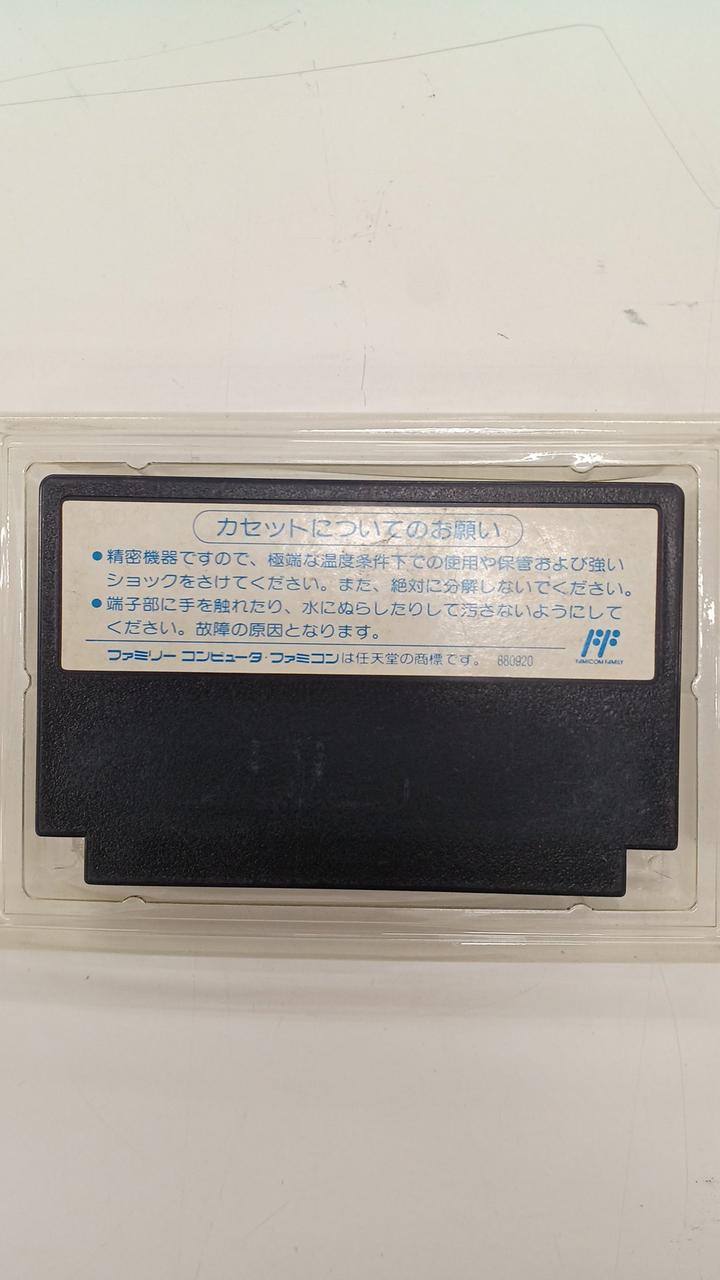 カセットについてのお願い
●精密機器ですので、極端な温度条件下での使用や保管および強い
ショックをさけてください。また、絶対に分解しないでください。
●端子部に手を触れたり、水にぬらしたりして汚さないようにして
ください。故障の原因となります。
ファミリーコンピュータ・ファミコンは任天堂の商標です。 880920
FF
FAMICOM FAMILY